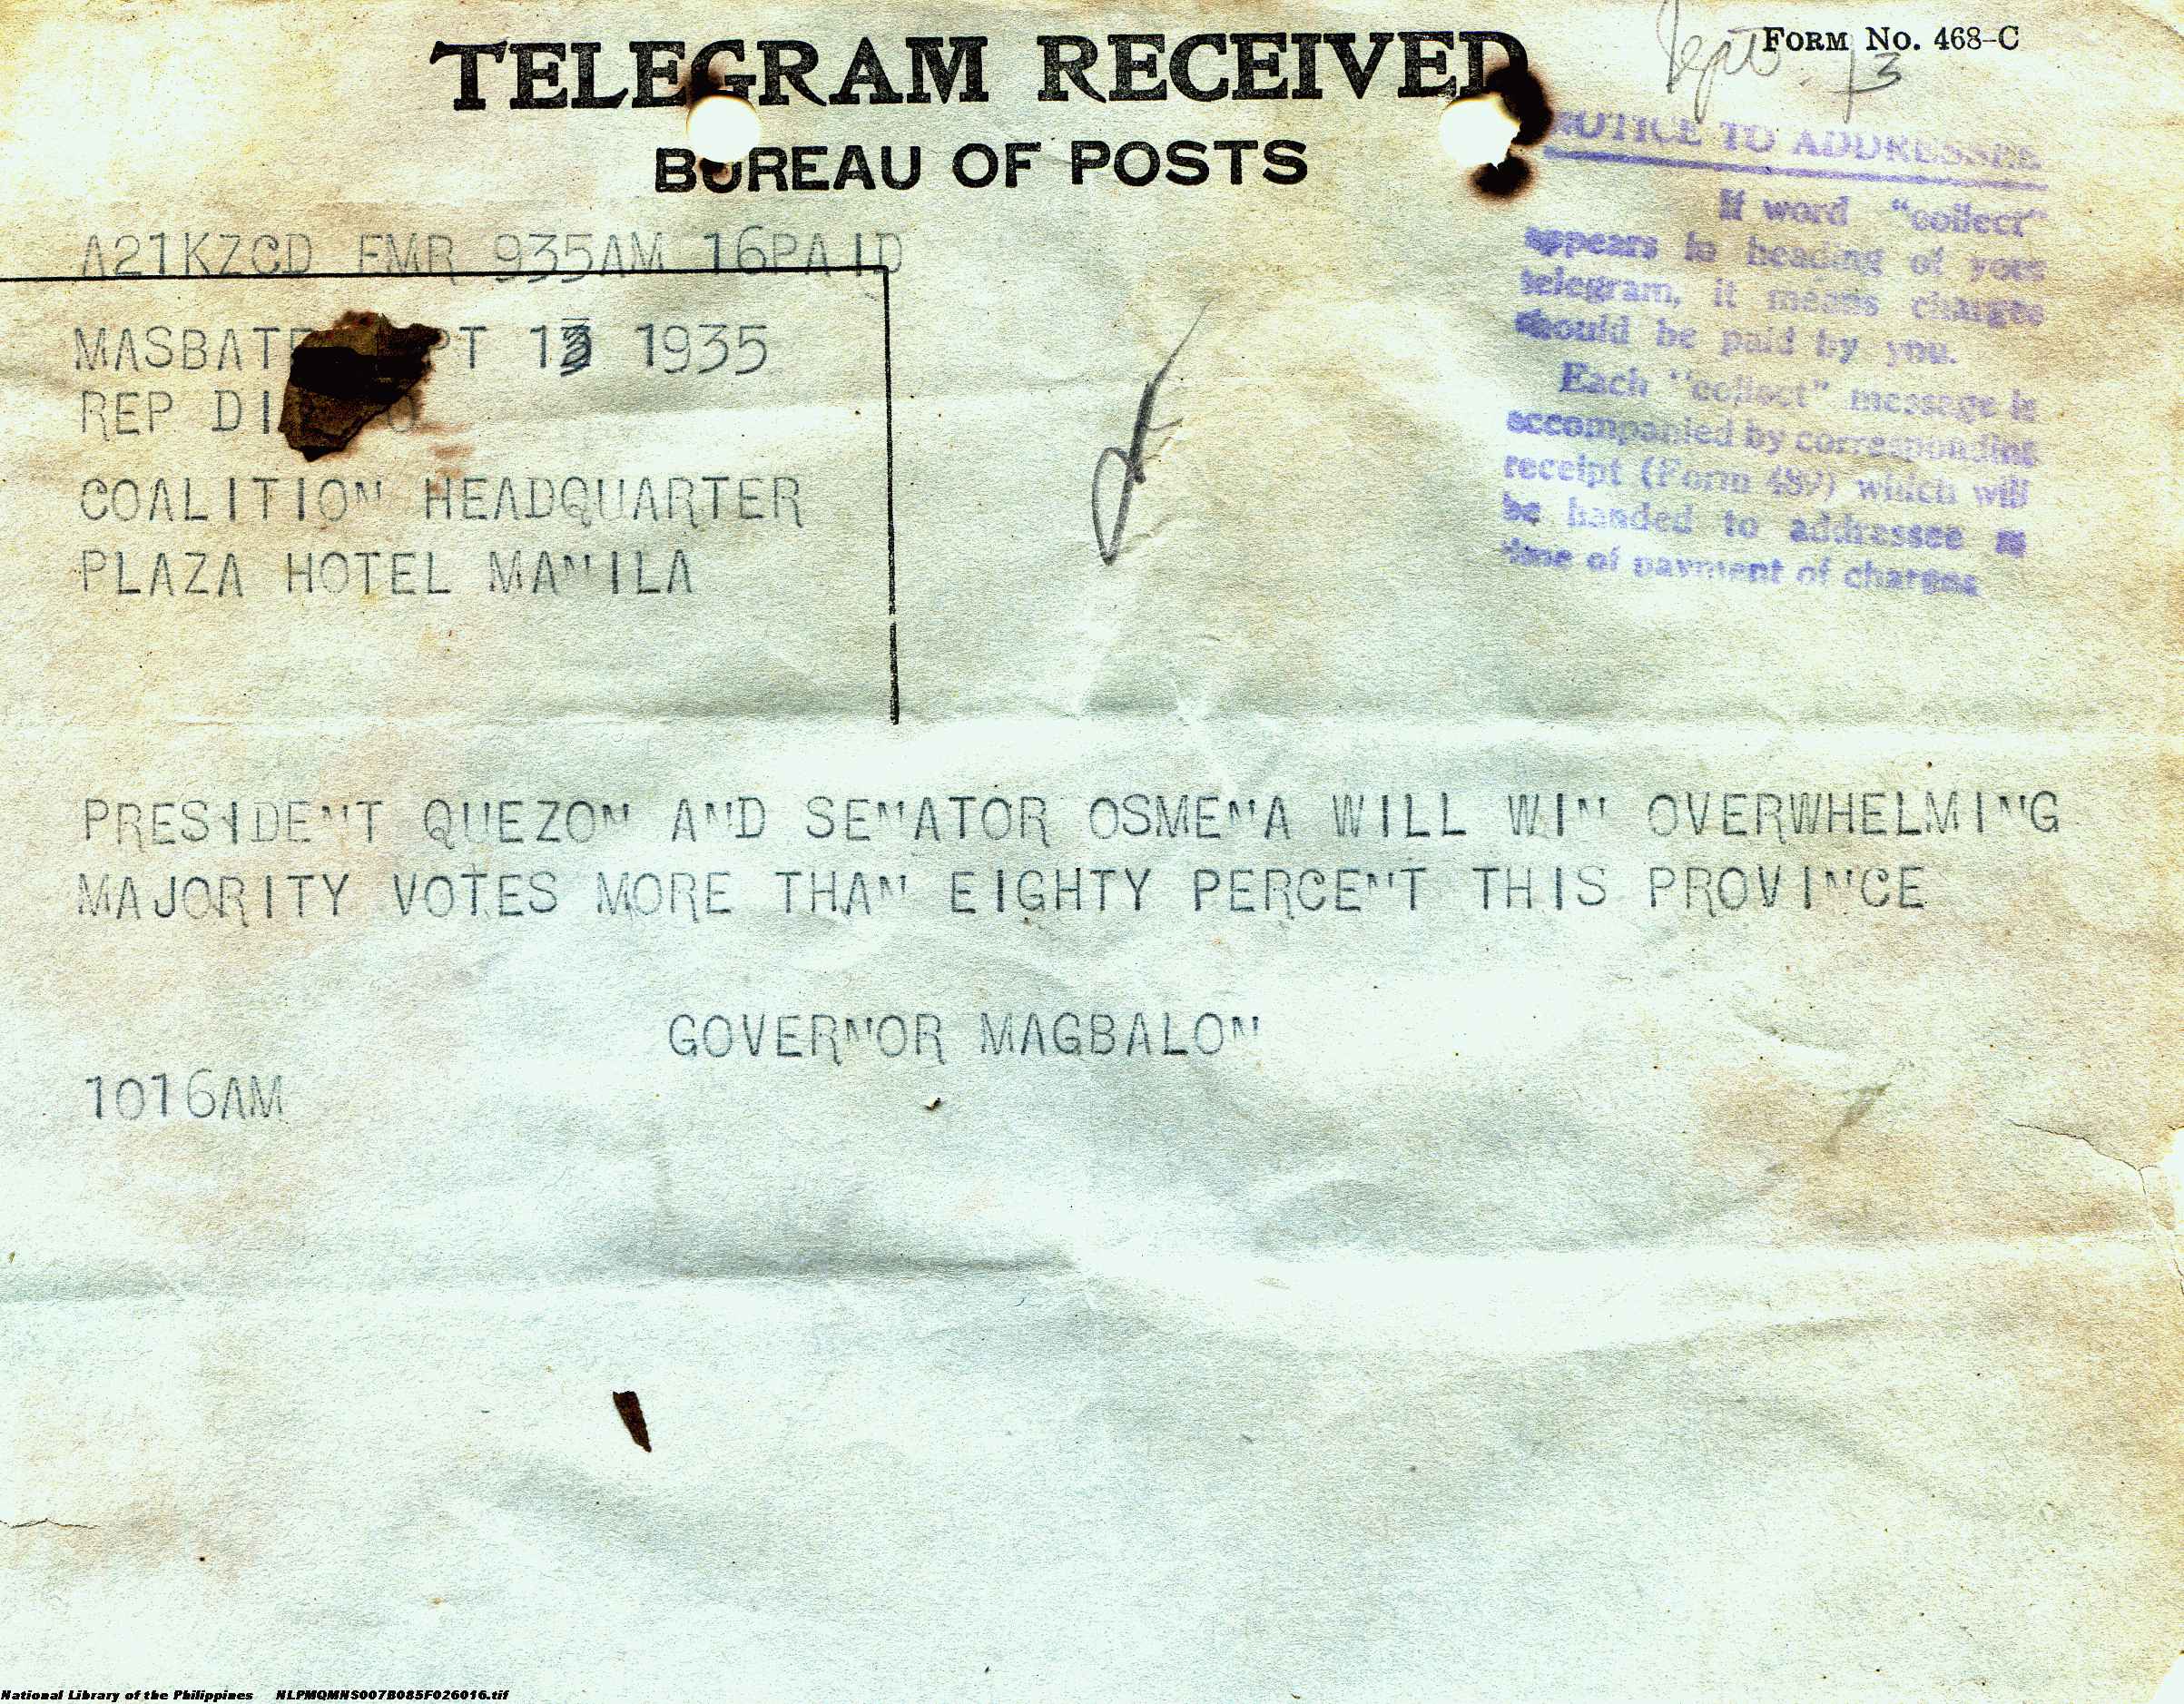 Sept. 13
FORM NO. 468-C
TELEGRAM RECEIVED
BUREAU OF POSTS
NOTICE TO ADDRESSEE
If word "collect"
appears in heading of your
telegram, it means charges
should be paid by you.
Each "collect" message is
accompanied by corresponding
receipt (Form 489) which will
be handed to addressee
time of payment of charges
A21KZCD FMR 935AM 16PAID
MASBATE PT 13 1935
REP DI O
COALITION HEADQUARTER
PLAZA HOTEL MANILA
PRESIDENT QUEZON AND SENATOR OSMENA WILL WIN OVERWHELMING
MAJORITY VOTES MORE THAN EIGHTY PERCENT THIS PROVINCE
GOVERNOR MAGBALON
1016AM
National Library of the Philippines NLPMQMNS007B085F026016.tif